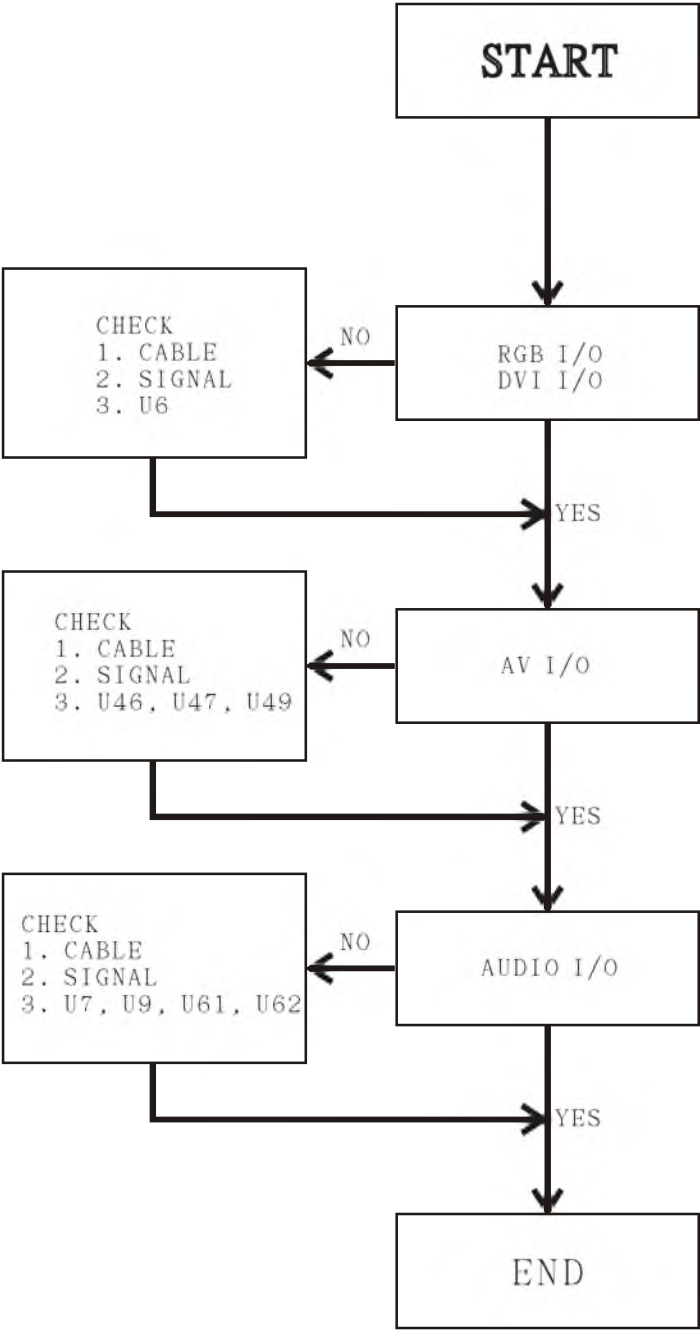 START
NO
CHECK
1. CABLE
2. SIGNAL
3. U6
RGB I/O
DVI I/O
YES
NO
CHECK
1. CABLE
2. SIGNAL
3. U46, U47, U49
AV I/O
YES
NO
CHECK
1. CABLE
2. SIGNAL
3. U7, U9, U61, U62
AUDIO I/O
YES
END